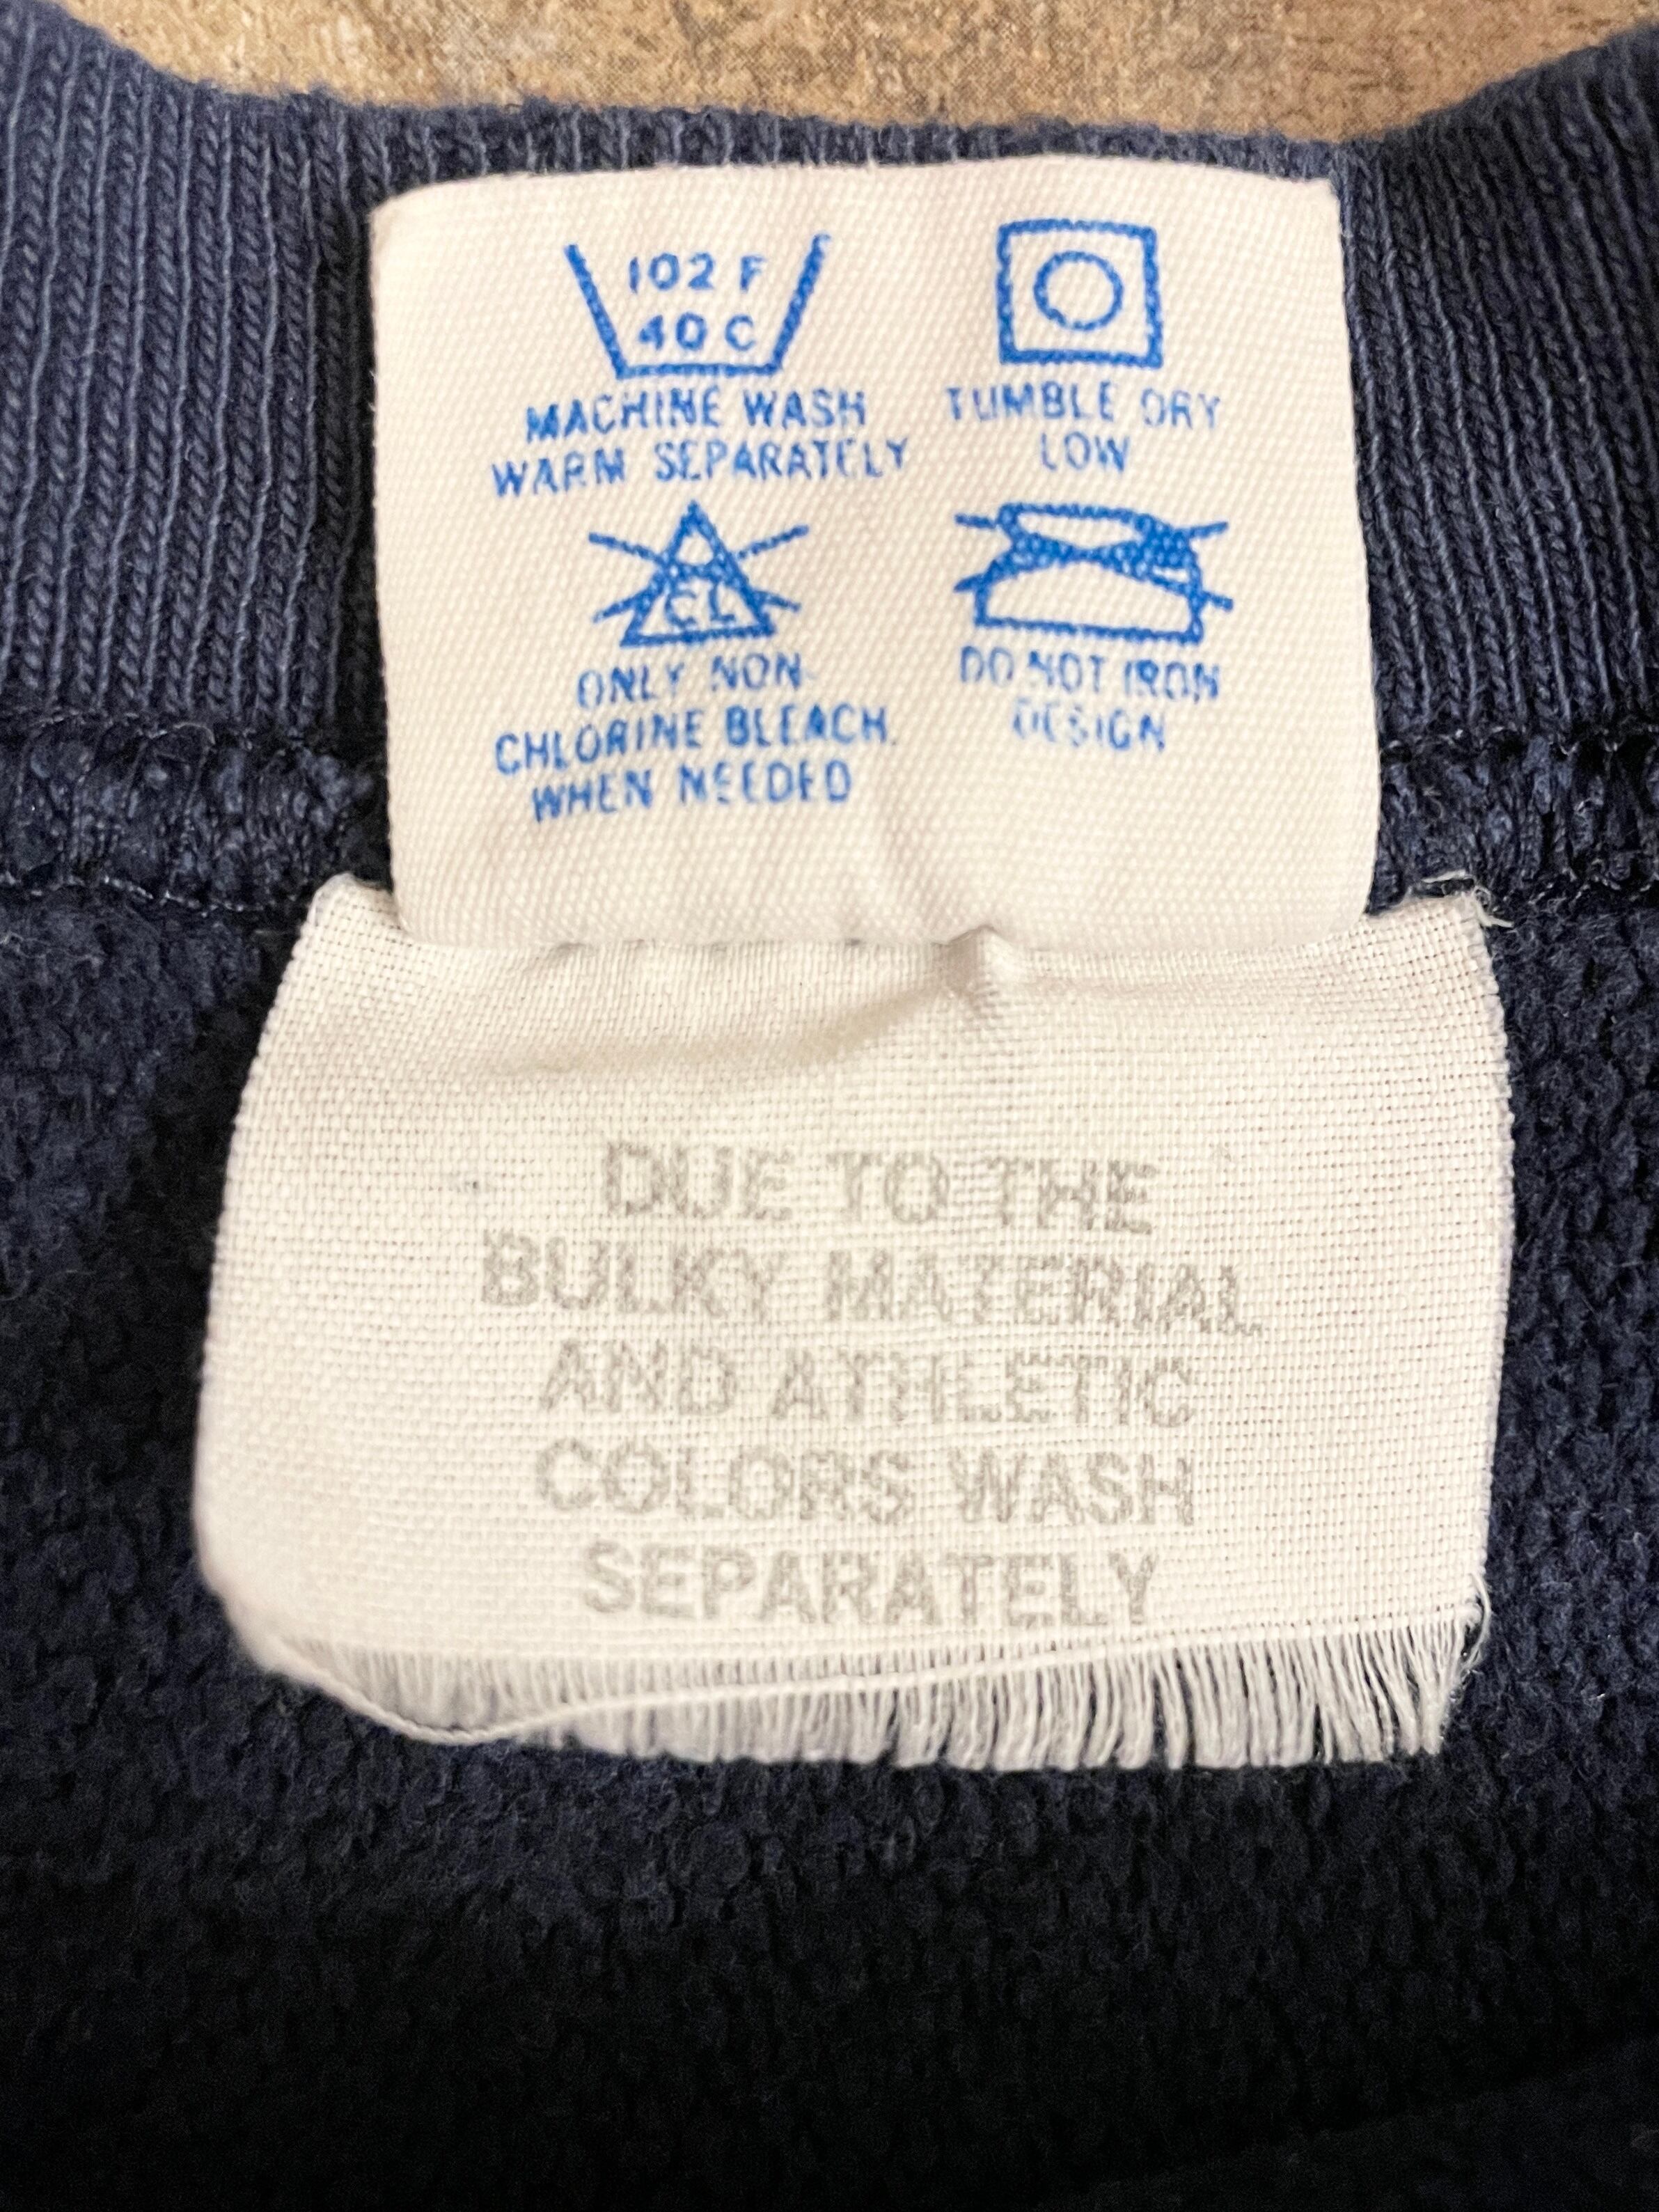 102 F
40 C
MACHINE WASH
WARM SEPARATELY
TUMBLE DRY
LOW
CL
ONLY NON-
CHLORINE BLEACH
WHEN NEEDED
DO NOT IRON
DESIGN
DUE TO THE
BULKY MATERIAL
AND ATHLETIC
COLORS WASH
SEPARATELY